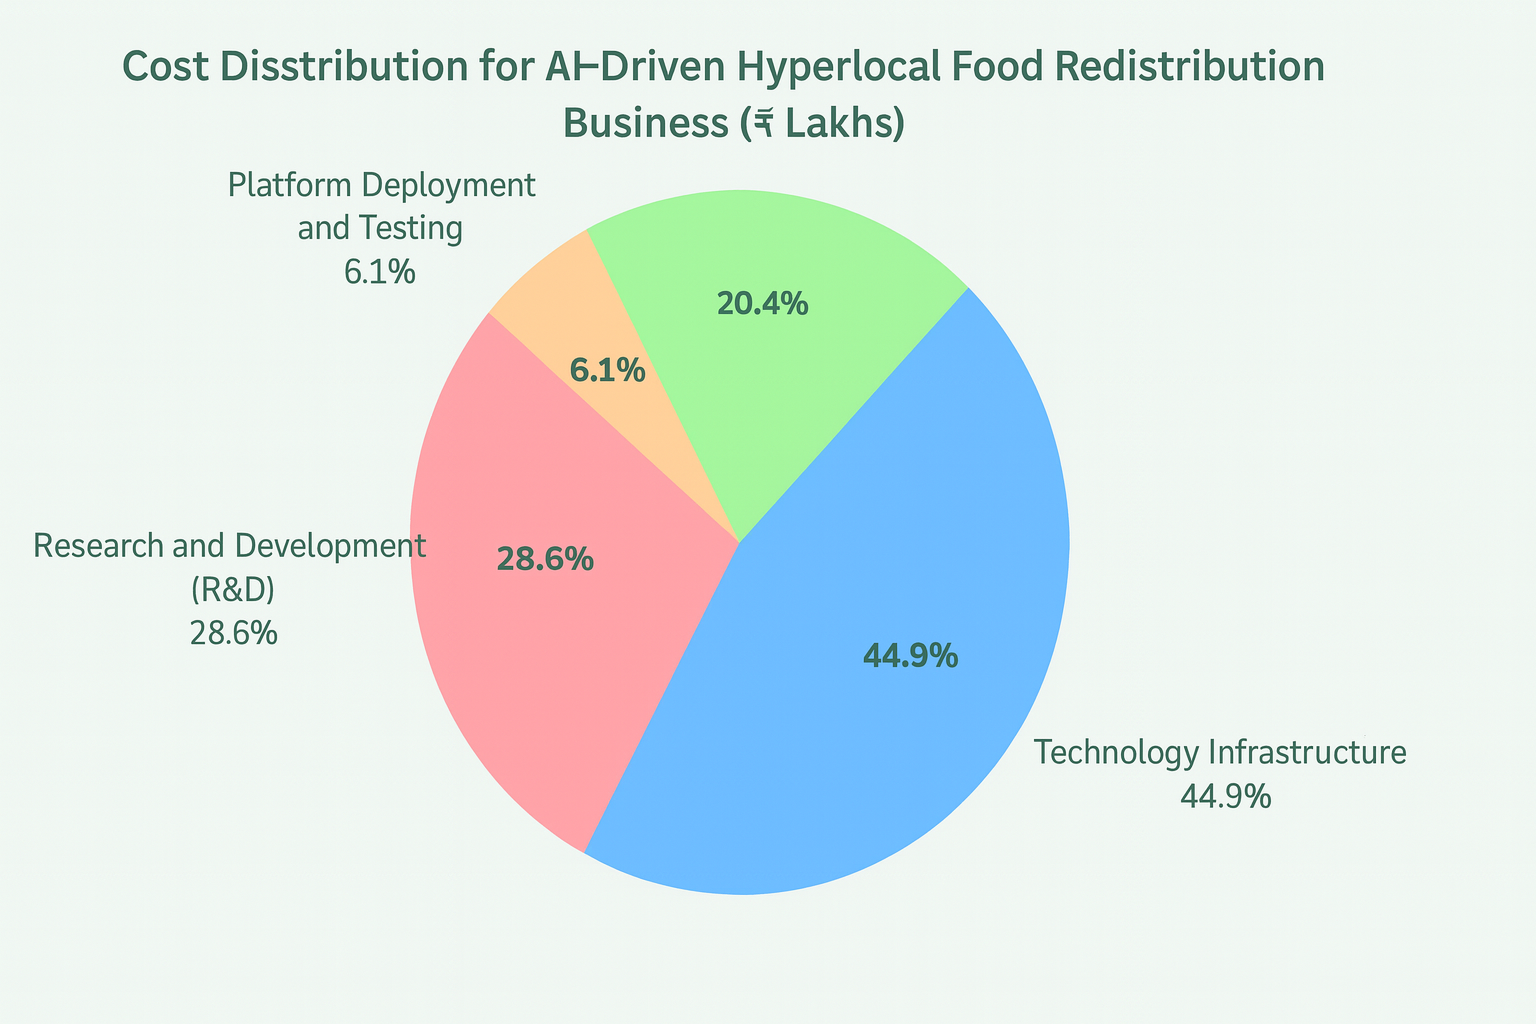 Cost Disstribution for AI-Driven Hyperlocal Food Redistribution
Business (₹ Lakhs)
Platform Deployment
and Testing
6.1%
20.4%
6.1%
Research and Development
(R&D)
28.6%
28.6%
44.9%
Technology Infrastructure
44.9%